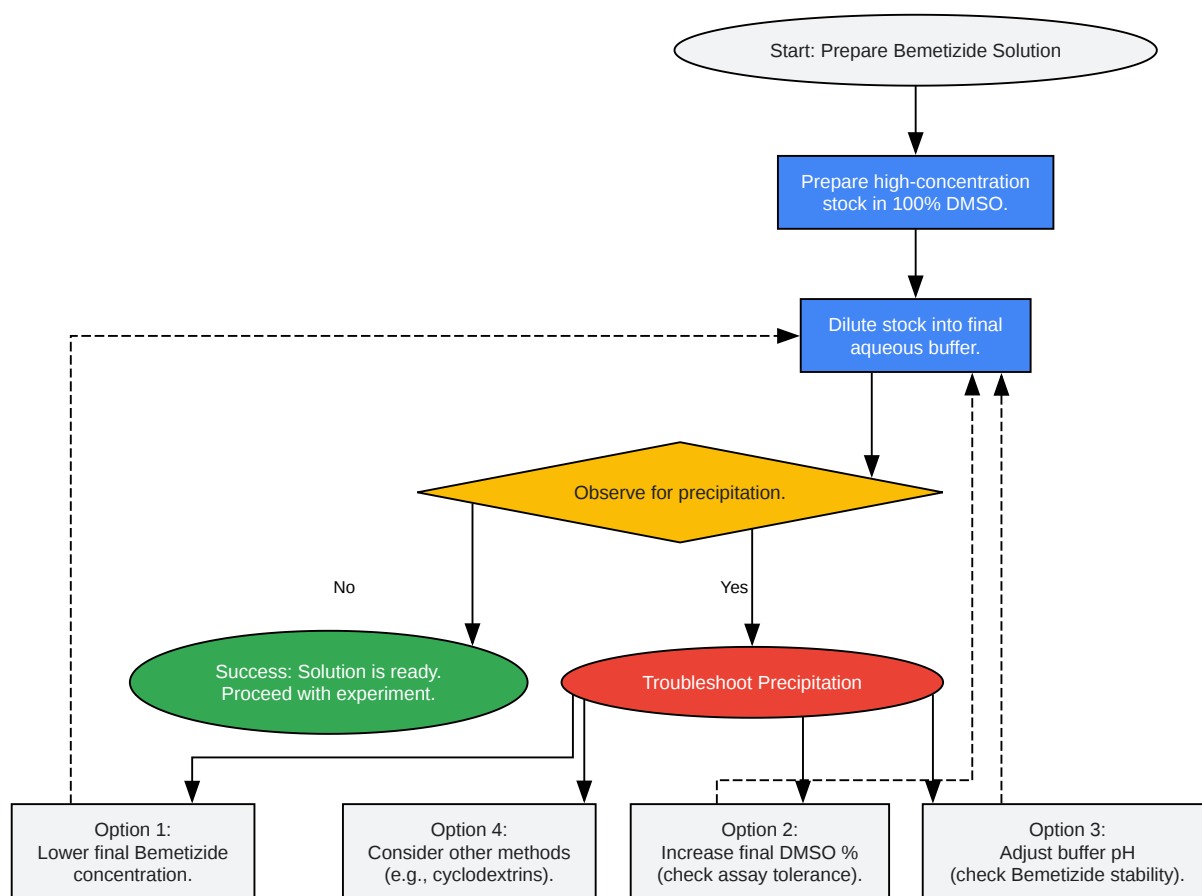 Start: Prepare Bemetizide Solution
Prepare high-concentration
stock in 100% DMSO.
Dilute stock into final
aqueous buffer.
Observe for precipitation.
No
Yes
Success: Solution is ready.
Proceed with experiment.
Troubleshoot Precipitation
Option 1:
Lower final Bemetizide
concentration.
Option 4:
Consider other methods
(e.g., cyclodextrins).
Option 2:
Increase final DMSO %
(check assay tolerance).
Option 3:
Adjust buffer pH
(check Bemetizide stability).